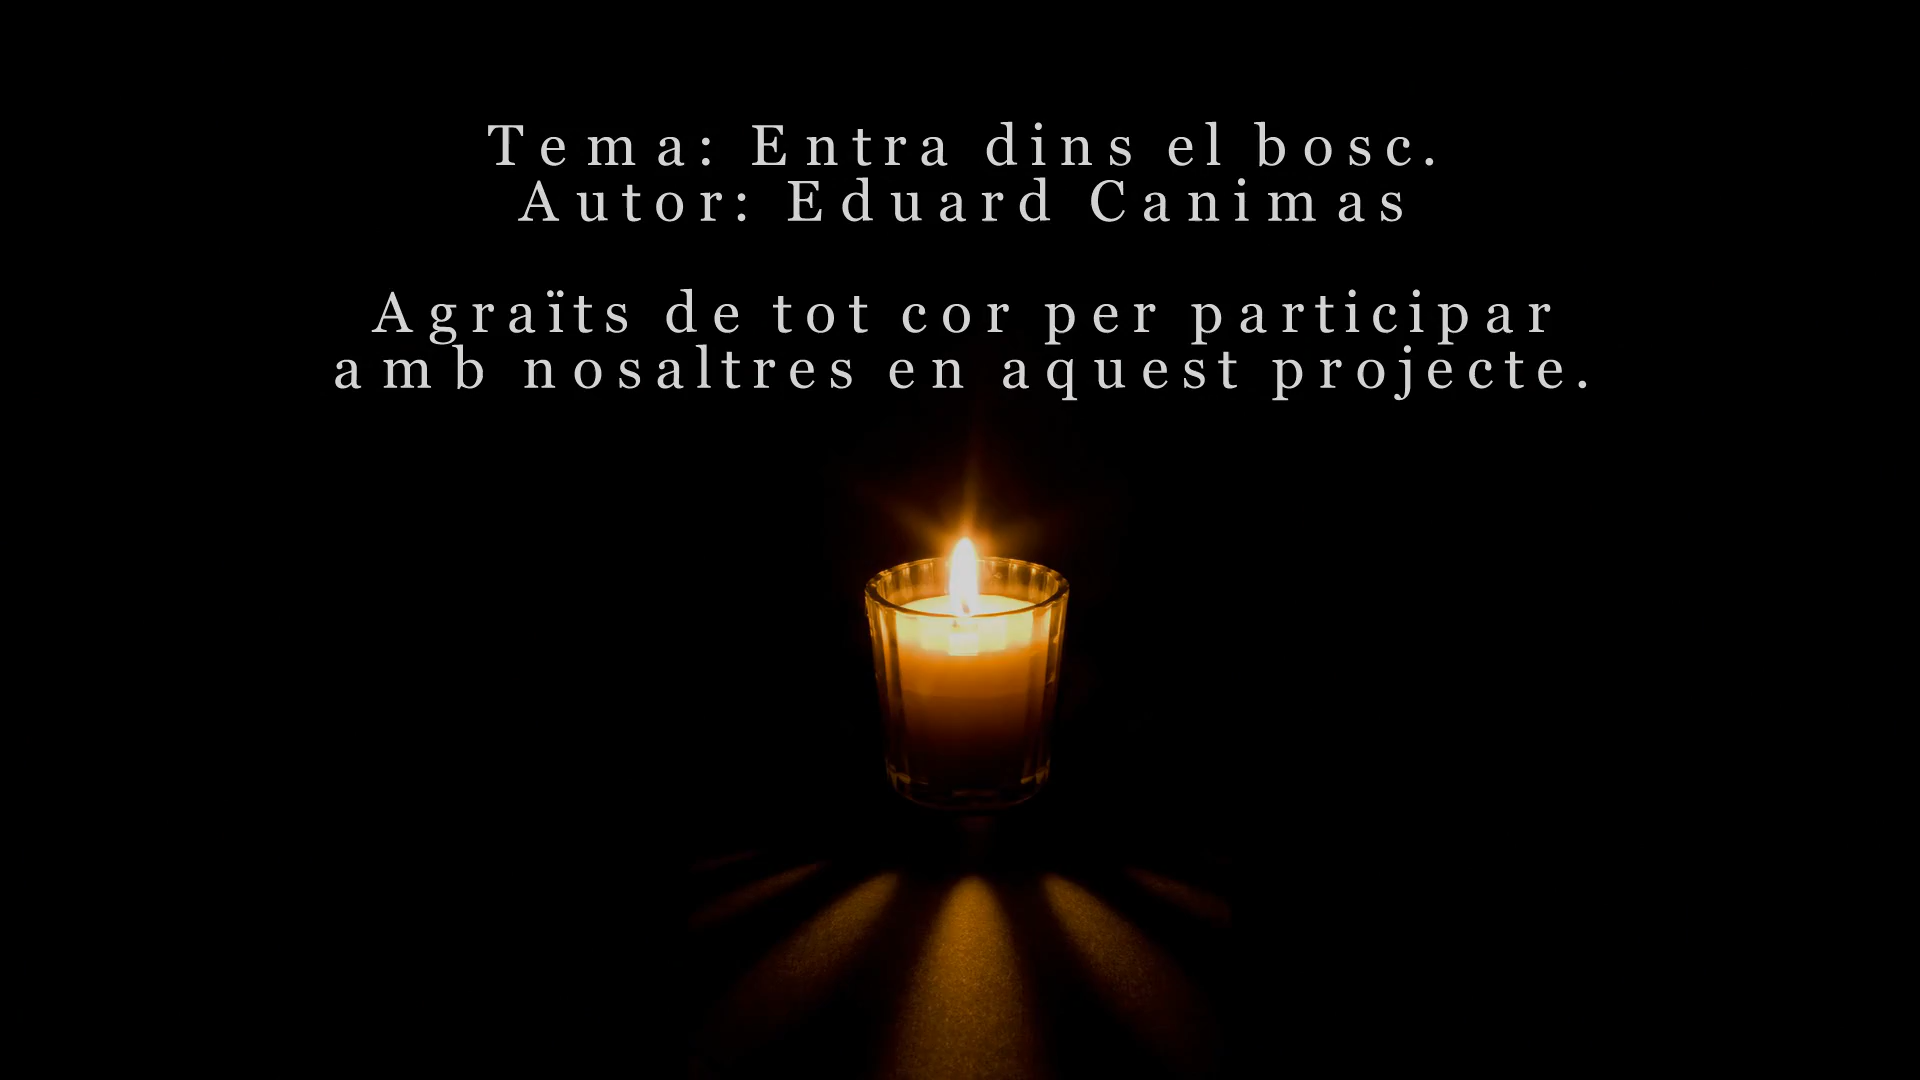 Tema: Entra dins el bosc.
Autor: Eduard Canimas
Agraïts de tot cor per participar
amb nosaltres en aquest projecte.